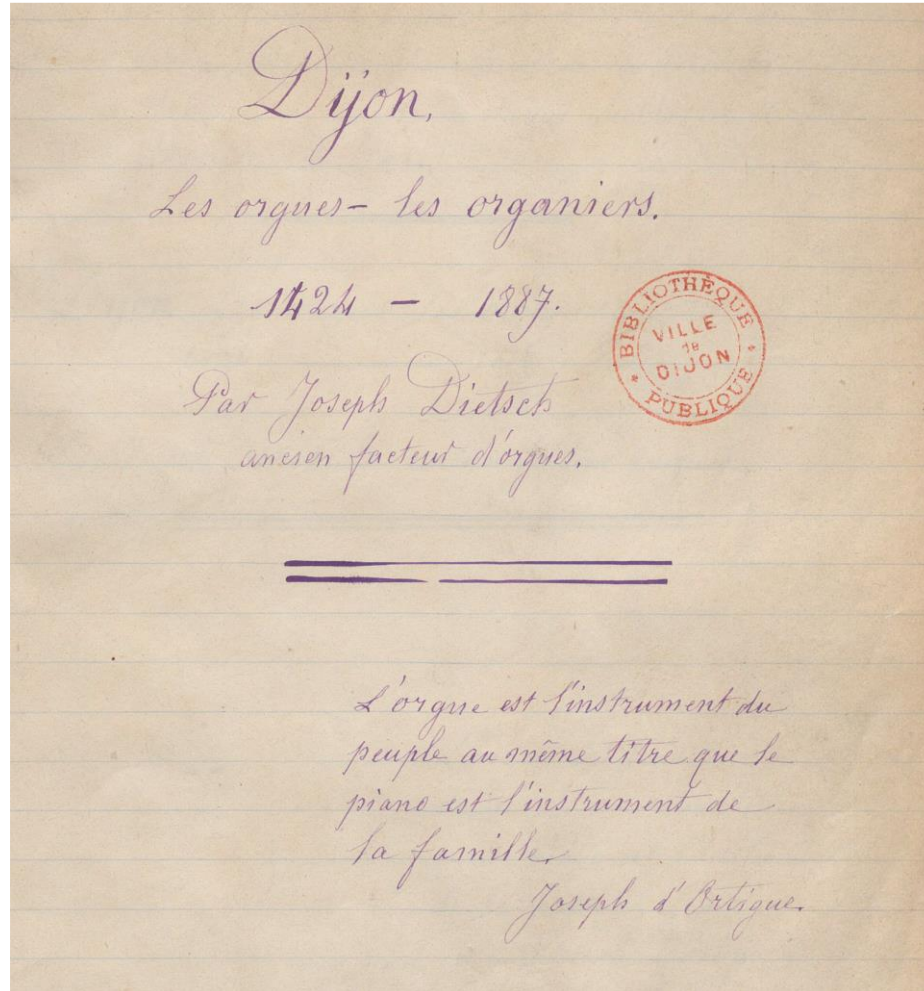 Dijon,
Les orgues – les organiers.
1424 – 1887.
BIBLIOTHÈQUE PUBLIQUE
VILLE
de
DIJON
Par Joseph Dietsch
ancien facteur d'orgues.
L'orgue est l'instrument du
peuple au même titre que le
piano est l'instrument de
la famille.
Joseph d'Ortigue.